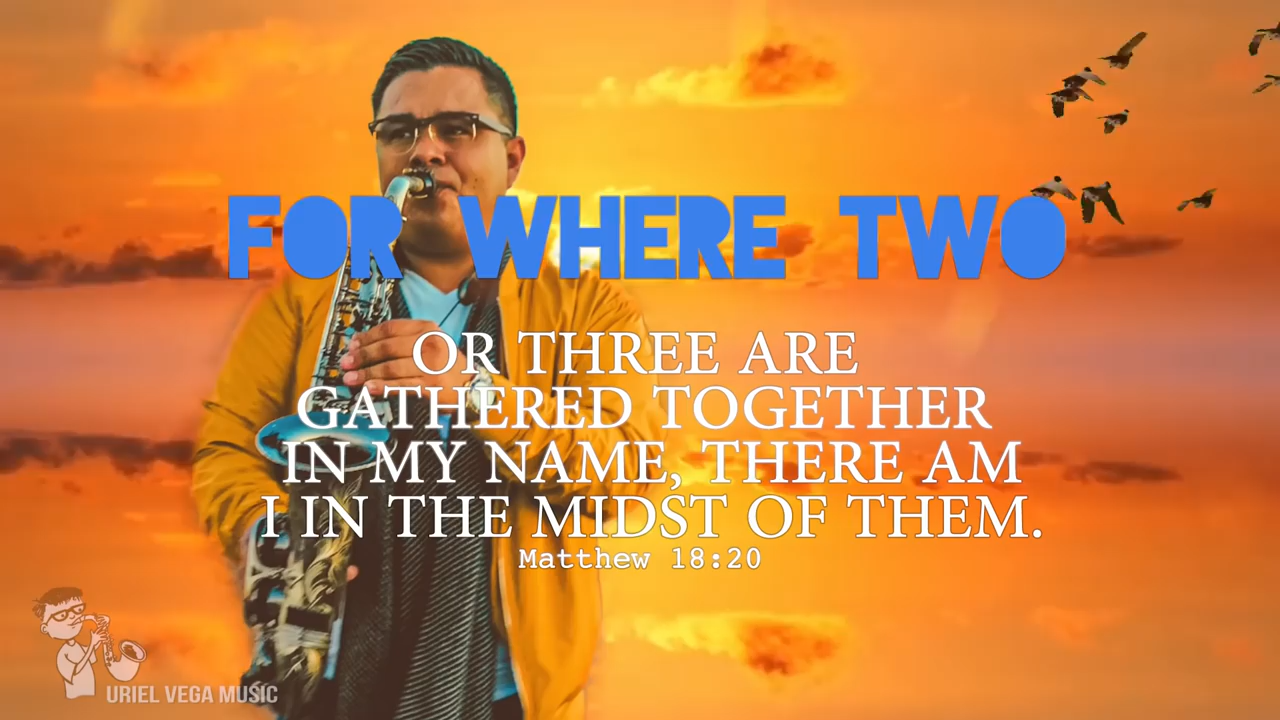 FOR WHERE TWO
OR THREE ARE
GATHERED TOGETHER
IN MY NAME, THERE AM
I IN THE MIDST OF THEM.
Matthew 18:20
URIEL VEGA MUSIC